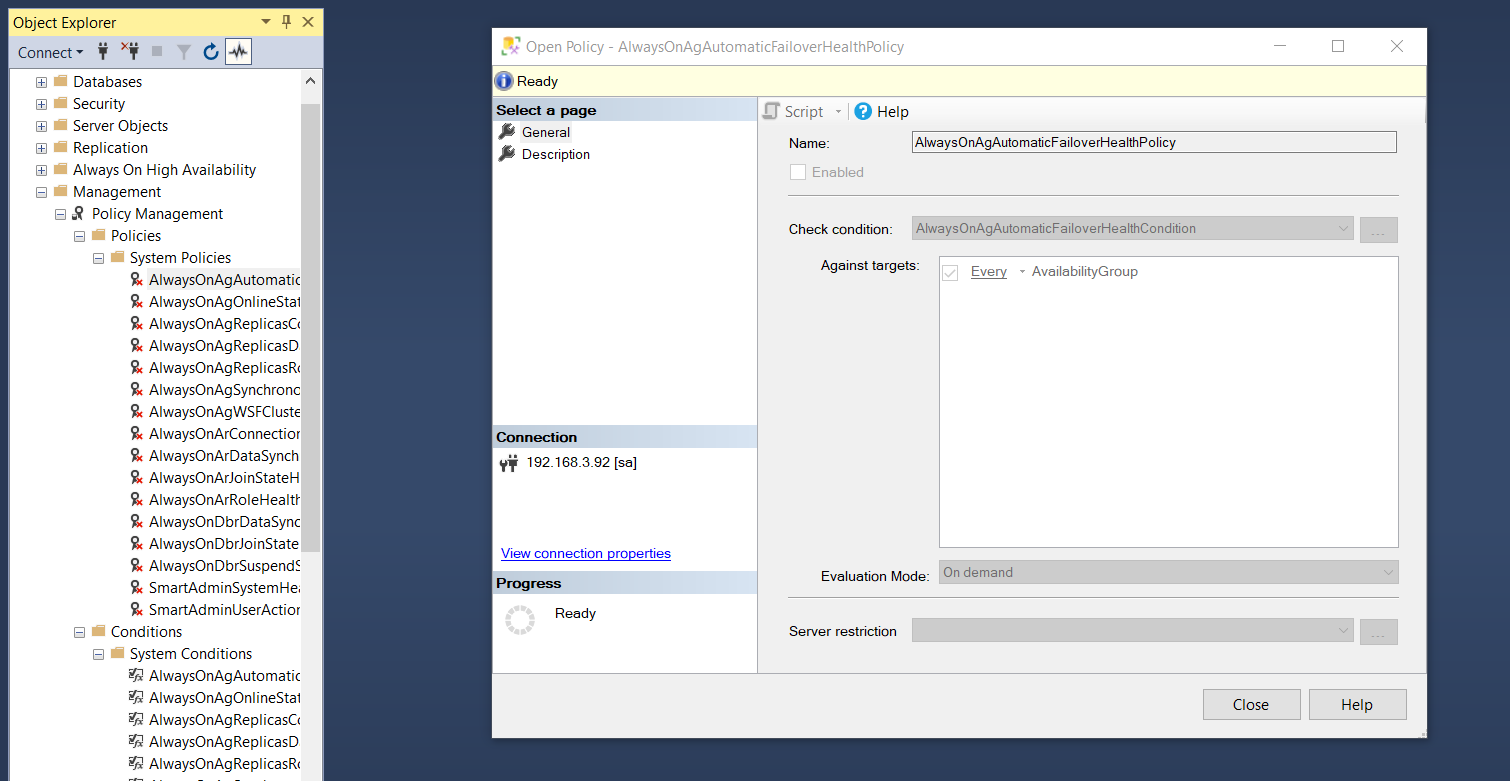 Object Explorer
Connect
Databases
Security
Server Objects
Replication
Always On High Availability
Management
Policy Management
Policies
System Policies
AlwaysOnAgAutomatic
AlwaysOnAgOnlineStat
AlwaysOnAgReplicasCo
AlwaysOnAgReplicasD
AlwaysOnAgReplicasRo
AlwaysOnAgSynchrono
AlwaysOnAgWSFCluste
AlwaysOnArConnection
AlwaysOnArDataSynch
AlwaysOnArJoinStateH
AlwaysOnArRoleHealth
AlwaysOnDbrDataSync
AlwaysOnDbrJoinState
AlwaysOnDbrSuspendS
SmartAdminSystemHea
SmartAdminUserAction
Conditions
System Conditions
AlwaysOnAgAutomatic
AlwaysOnAgOnlineStat
AlwaysOnAgReplicasCo
AlwaysOnAgReplicasD
AlwaysOnAgReplicasRo
Open Policy - AlwaysOnAgAutomaticFailoverHealthPolicy
Ready
Select a page
General
Description
Connection
192.168.3.92 [sa]
View connection properties
Progress
Ready
Script Help
Name: AlwaysOnAgAutomaticFailoverHealthPolicy
Enabled
Check condition: AlwaysOnAgAutomaticFailoverHealthCondition ...
Against targets: Every AvailabilityGroup
Evaluation Mode: On demand
Server restriction ...
Close Help